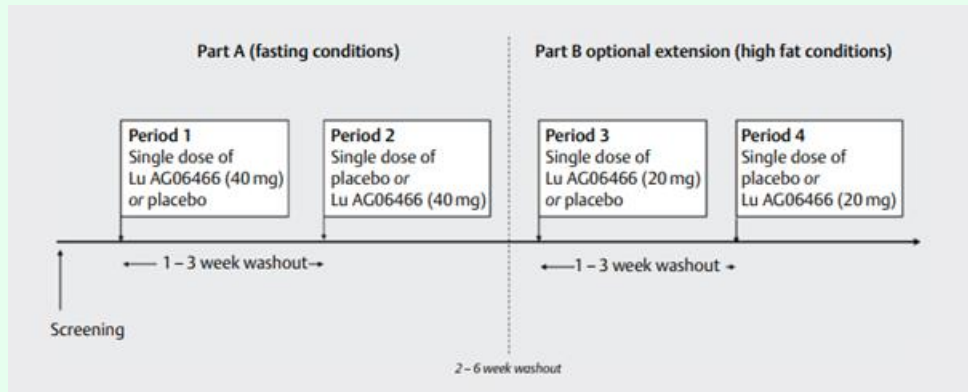 Part A (fasting conditions)
Part B optional extension (high fat conditions)
Period 1
Single dose of
Lu AG06466 (40 mg)
or placebo
Period 2
Single dose of
placebo or
Lu AG06466 (40 mg)
Period 3
Single dose of
Lu AG06466 (20 mg)
or placebo
Period 4
Single dose of
placebo or
Lu AG06466 (20 mg)
1 – 3 week washout
1 – 3 week washout
Screening
2 – 6 week washout